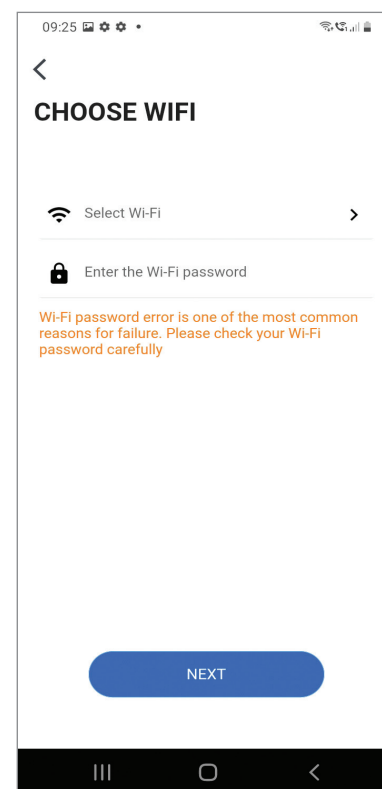 09:25
CHOOSE WIFI
Select Wi-Fi
Enter the Wi-Fi password
Wi-Fi password error is one of the most common
reasons for failure. Please check your Wi-Fi
password carefully
NEXT